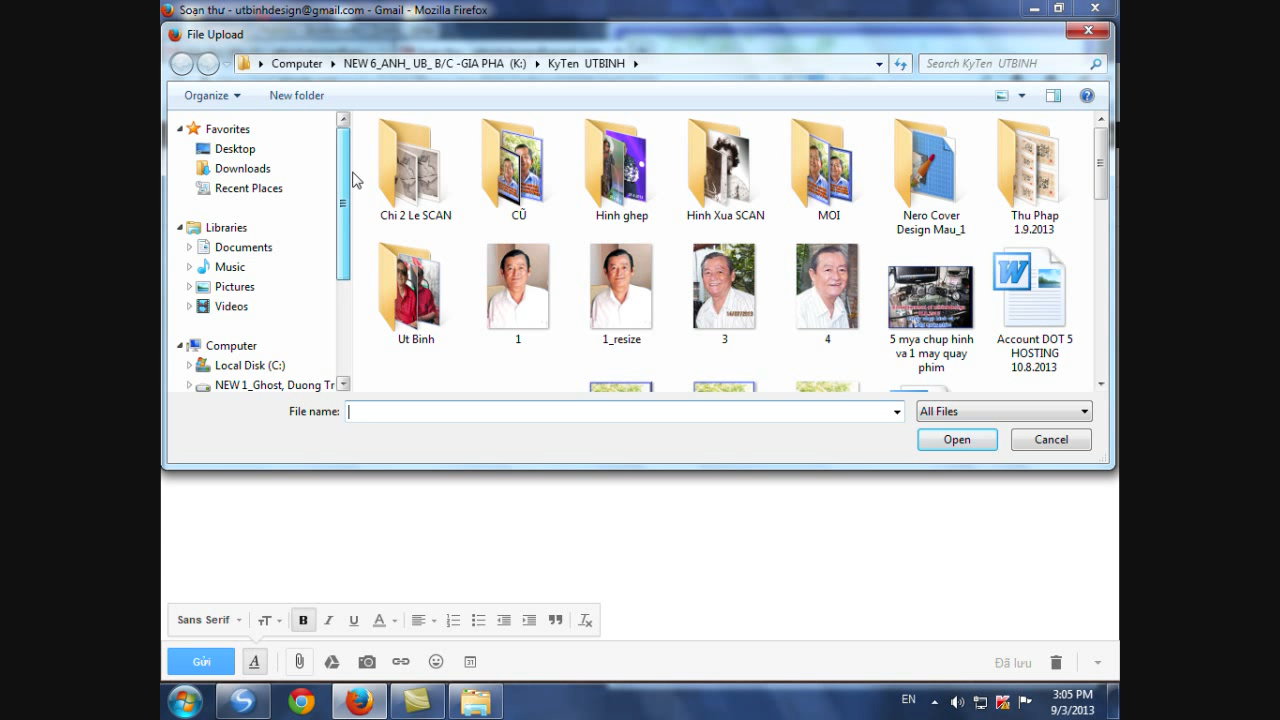 Soạn thư - utbinhdesign@gmail.com - Gmail - Mozilla Firefox
File Upload
Computer NEW 6_ANH_ UB_ B/C -GIA PHA (K:) KyTen UTBINH
Search KyTen UTBINH
Organize New folder
Favorites
Desktop
Downloads
Recent Places
Libraries
Documents
Music
Pictures
Videos
Computer
Local Disk (C:)
NEW 1_Ghost, Duong Tr
Chi 2 Le SCAN
CŨ
Hinh ghep
Hinh Xua SCAN
MOI
Nero Cover
Design Mau_1
Thu Phap
1.9.2013
Ut Binh
1
1_resize
3
4
5 mya chup hinh
va 1 may quay
phim
Account DOT 5
HOSTING
10.8.2013
File name:
All Files
Open Cancel
Sans Serif
Gửi
Đã lưu
EN
3:05 PM
9/3/2013